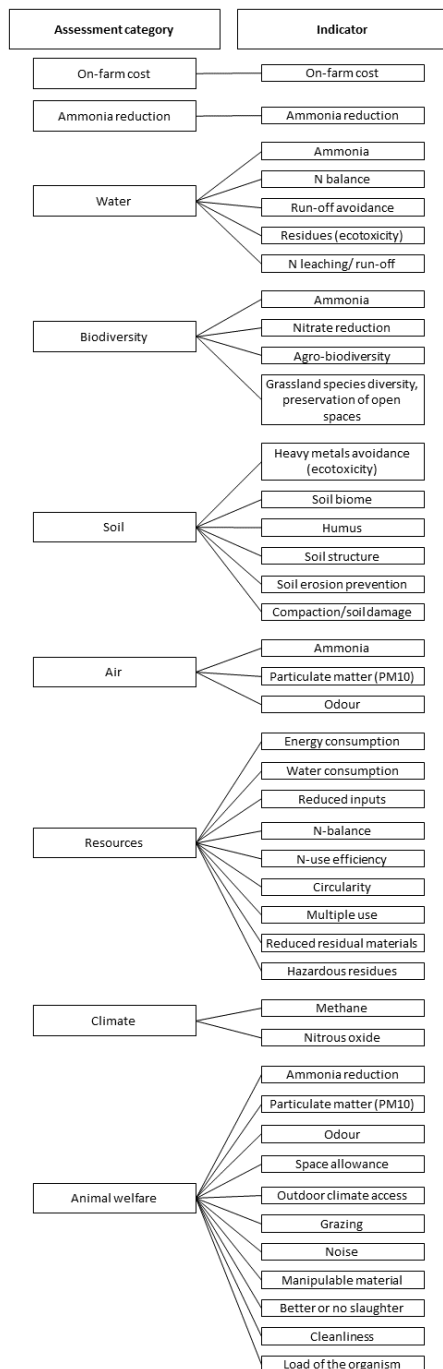 Assessment category
Indicator
On-farm cost
On-farm cost
Ammonia reduction
Ammonia reduction
Water
Ammonia
N balance
Run-off avoidance
Residues (ecotoxicity)
N leaching/ run-off
Biodiversity
Ammonia
Nitrate reduction
Agro-biodiversity
Grassland species diversity,
preservation of open
spaces
Soil
Heavy metals avoidance
(ecotoxicity)
Soil biome
Humus
Soil structure
Soil erosion prevention
Compaction/soil damage
Air
Ammonia
Particulate matter (PM10)
Odour
Resources
Energy consumption
Water consumption
Reduced inputs
N-balance
N-use efficiency
Circularity
Multiple use
Reduced residual materials
Hazardous residues
Climate
Methane
Nitrous oxide
Animal welfare
Ammonia reduction
Particulate matter (PM10)
Odour
Space allowance
Outdoor climate access
Grazing
Noise
Manipulable material
Better or no slaughter
Cleanliness
Load of the organism